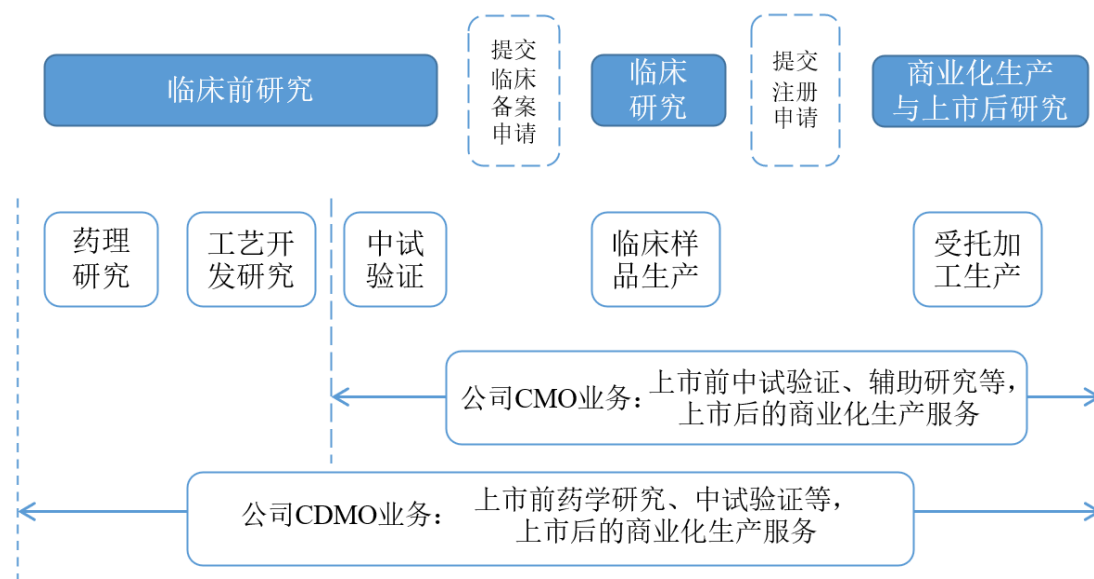 临床前研究
提交
临床
备案
申请
临床
研究
提交
注册
申请
商业化生产
与上市后研究
药理
研究
工艺开
发研究
中试
验证
临床样
品生产
受托加
工生产
公司CMO业务：上市前中试验证、辅助研究等，
上市后的商业化生产服务
公司CDMO业务：上市前药学研究、中试验证等，
上市后的商业化生产服务